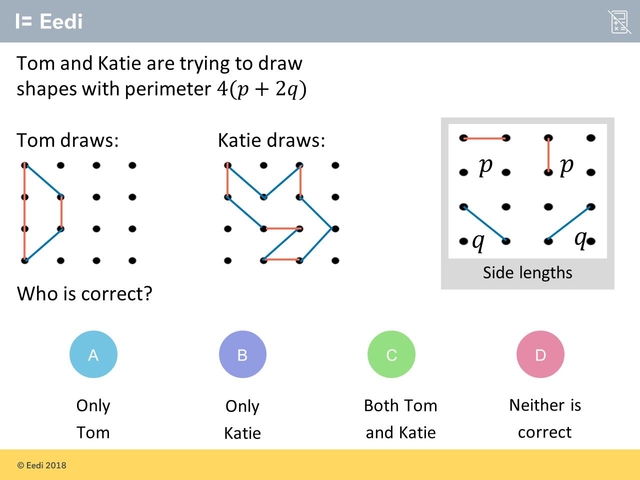 Eedi
Tom and Katie are trying to draw
shapes with perimeter 4(p + 2q)
Tom draws:
Katie draws:
p p
q q
Side lengths
Who is correct?
A B C D
Only Tom
Only Katie
Both Tom and Katie
Neither is correct
© Eedi 2018